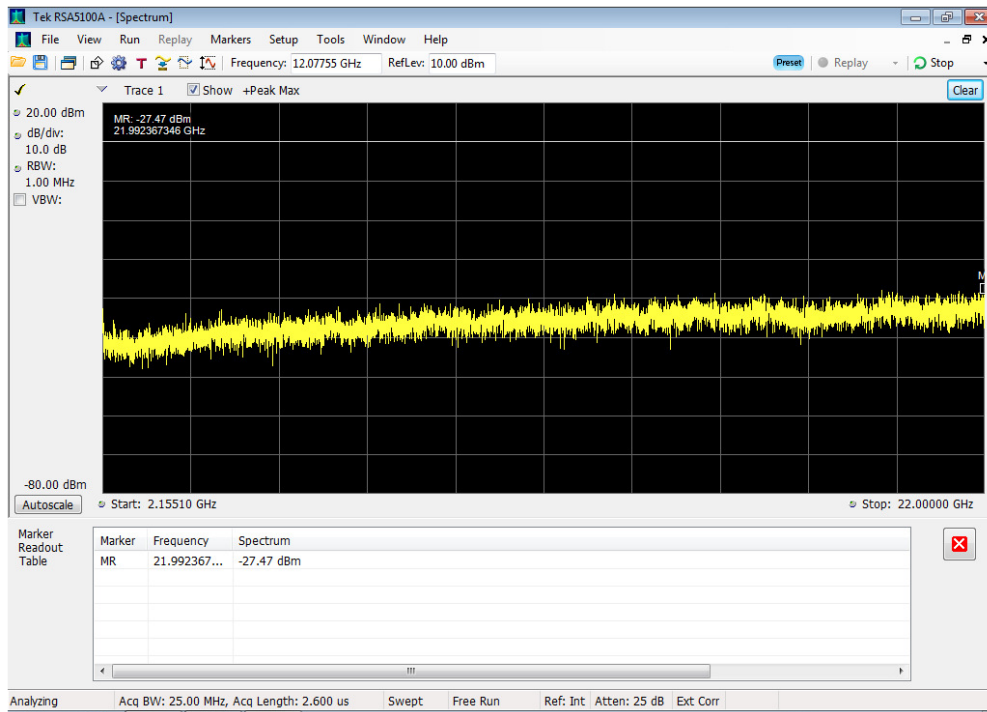 Tek RSA5100A - [Spectrum]
File View Run Replay Markers Setup Tools Window Help
T Frequency: 12.07755 GHz RefLev: 10.00 dBm Preset Replay Stop
Trace 1 Show +Peak Max Clear
20.00 dBm
MR: -27.47 dBm
21.992367346 GHz
dB/div:
10.0 dB
RBW:
1.00 MHz
VBW:
M
-80.00 dBm
Autoscale Start: 2.15510 GHz Stop: 22.00000 GHz
Marker
Readout
Table
Marker Frequency Spectrum
MR 21.992367... -27.47 dBm
Analyzing Acq BW: 25.00 MHz, Acq Length: 2.600 us Swept Free Run Ref: Int Atten: 25 dB Ext Corr